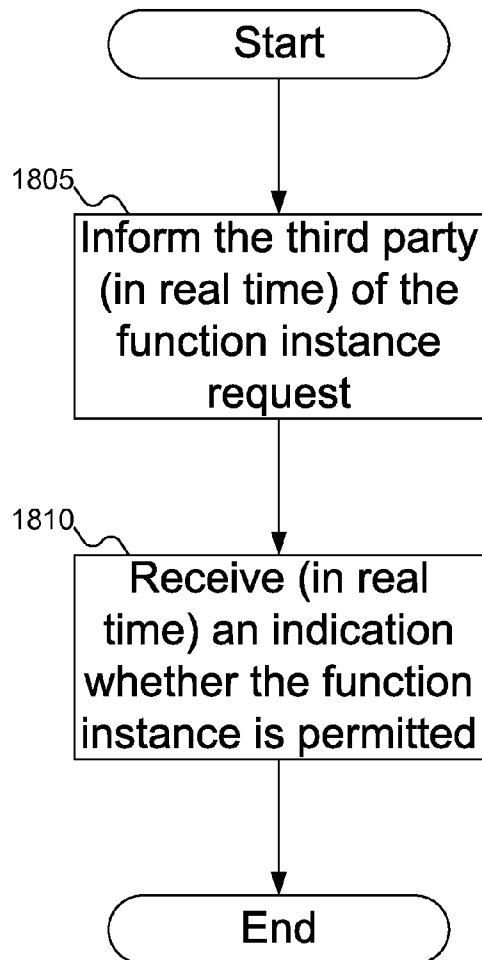 Start
1805
Inform the third party
(in real time) of the
function instance
request
1810
Receive (in real
time) an indication
whether the function
instance is permitted
End